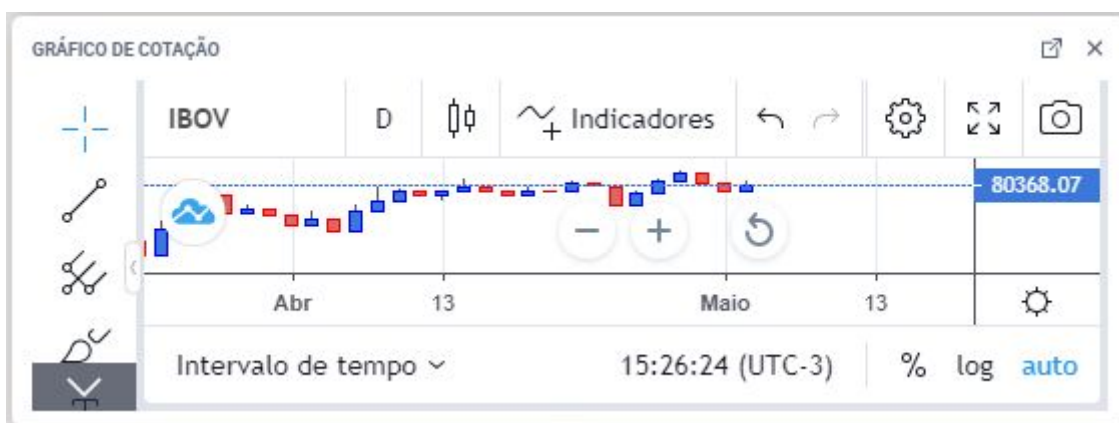 GRÁFICO DE COTAÇÃO
IBOV D Indicadores
80368.07
Abr 13 Maio 13
Intervalo de tempo 15:26:24 (UTC-3) % log auto